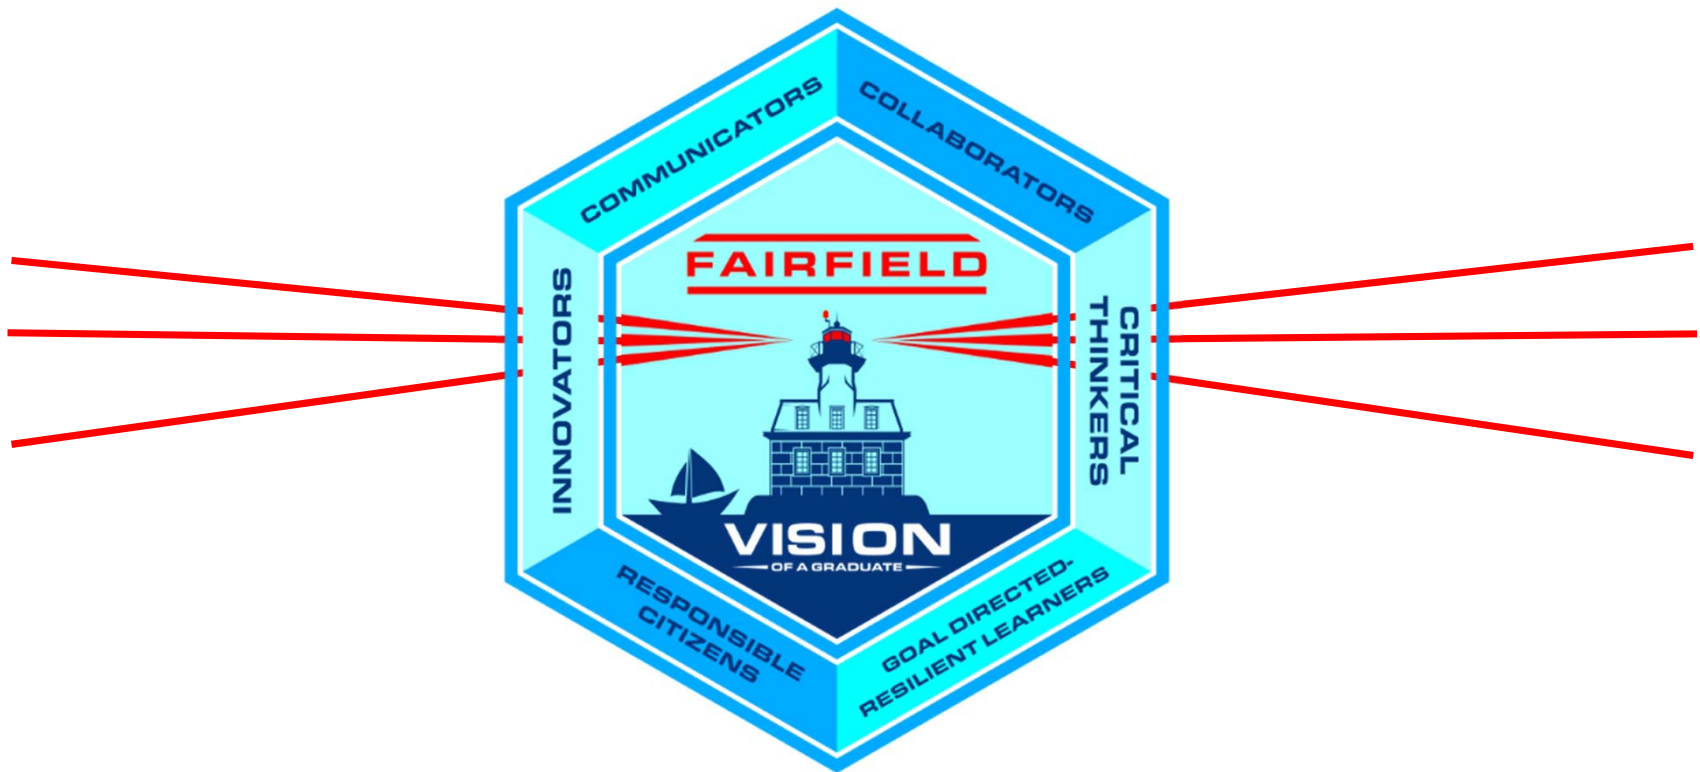 COMMUNICATORS
COLLABORATORS
FAIRFIELD
INNOVATORS
CRITICAL
THINKERS
VISION
OF A GRADUATE
RESPONSIBLE
CITIZENS
GOAL DIRECTED-
RESILIENT LEARNERS